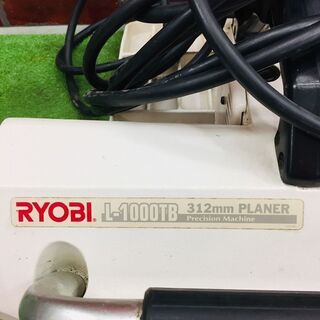 RYOBI. L-1000TB 312mm PLANER
Precision Machine